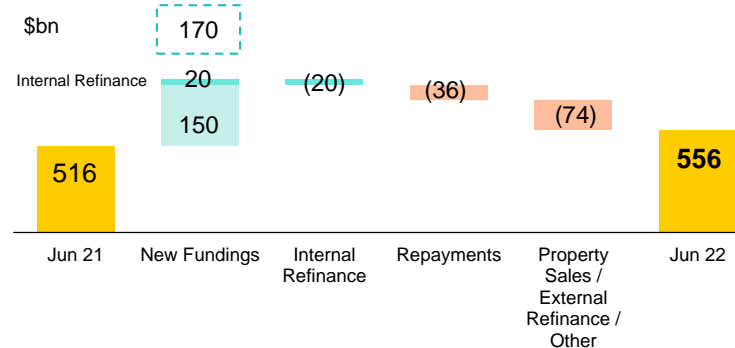 $bn
170
Internal Refinance
20
(20)
(36)
150
(74)
516
556
Jun 21
New Fundings
Internal
Refinance
Repayments
Property
Sales /
External
Refinance /
Other
Jun 22